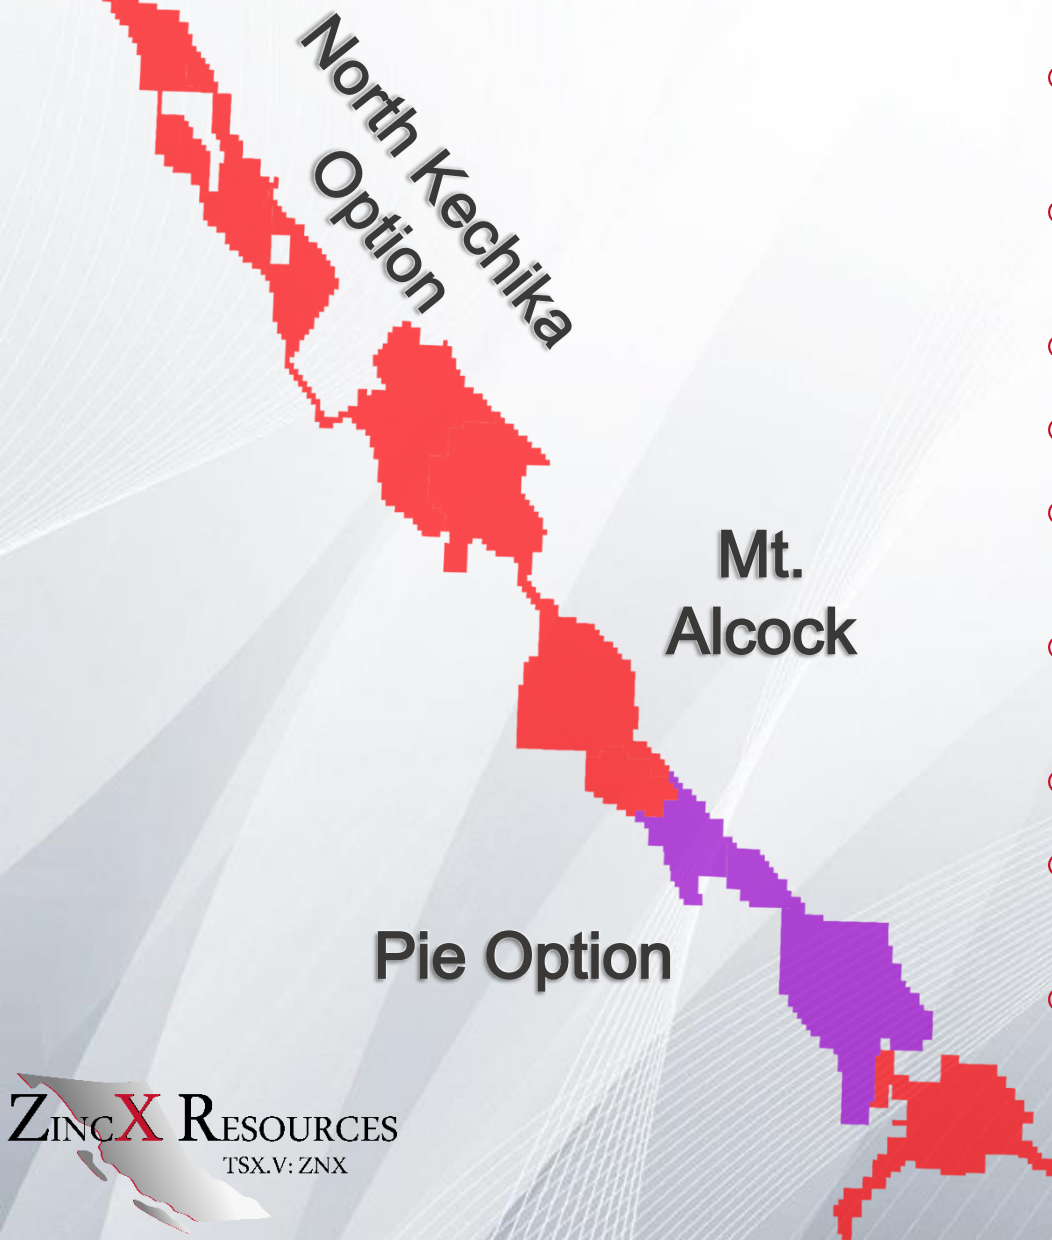 North Kechika
Option
Mt.
Alcock
Pie Option
ZINCX RESOURCES
TSX.V: ZNX